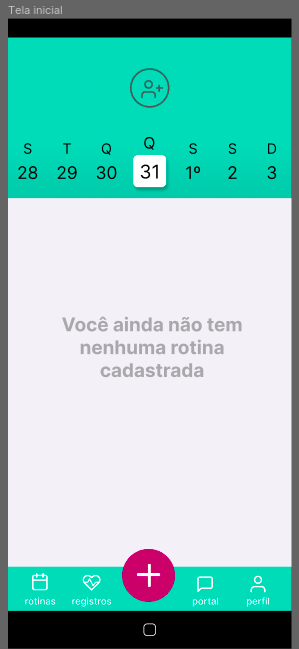 Tela inicial
S T Q Q S S D
28 29 30 31 1º 2 3
Você ainda não tem
nenhuma rotina
cadastrada
rotinas registros portal perfil